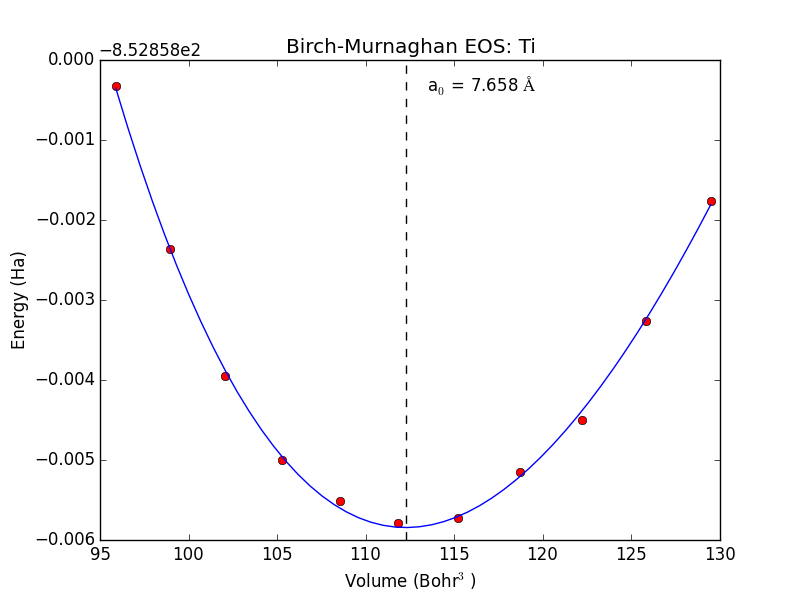 Birch-Murnaghan EOS: Ti
−8.52858e2
a₀ = 7.658 Å
0.000
−0.001
−0.002
−0.003
−0.004
−0.005
−0.006
Energy (Ha)
95 100 105 110 115 120 125 130
Volume (Bohr³ )